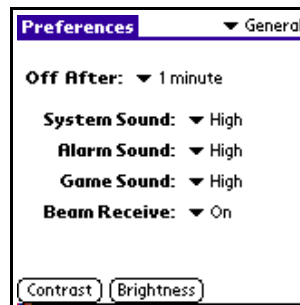 Preferences ▼ General
Off After: ▼ 1 minute
System Sound: ▼ High
Alarm Sound: ▼ High
Game Sound: ▼ High
Beam Receive: ▼ On
Contrast Brightness